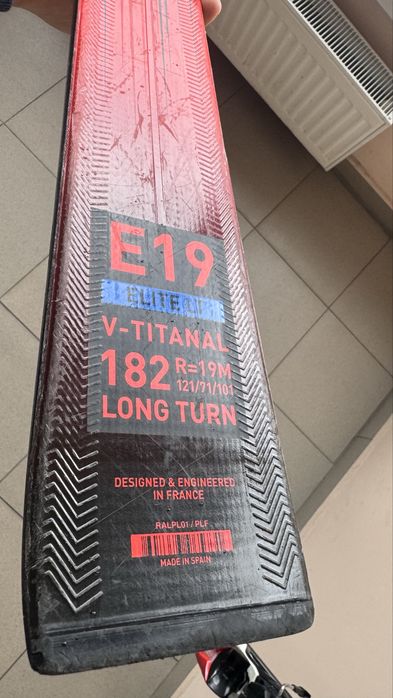 E19
ELITE LT
V-TITANAL
182 R=19M
121/71/101
LONG TURN
DESIGNED & ENGINEERED
IN FRANCE
RALPL01 / PLF
MADE IN SPAIN